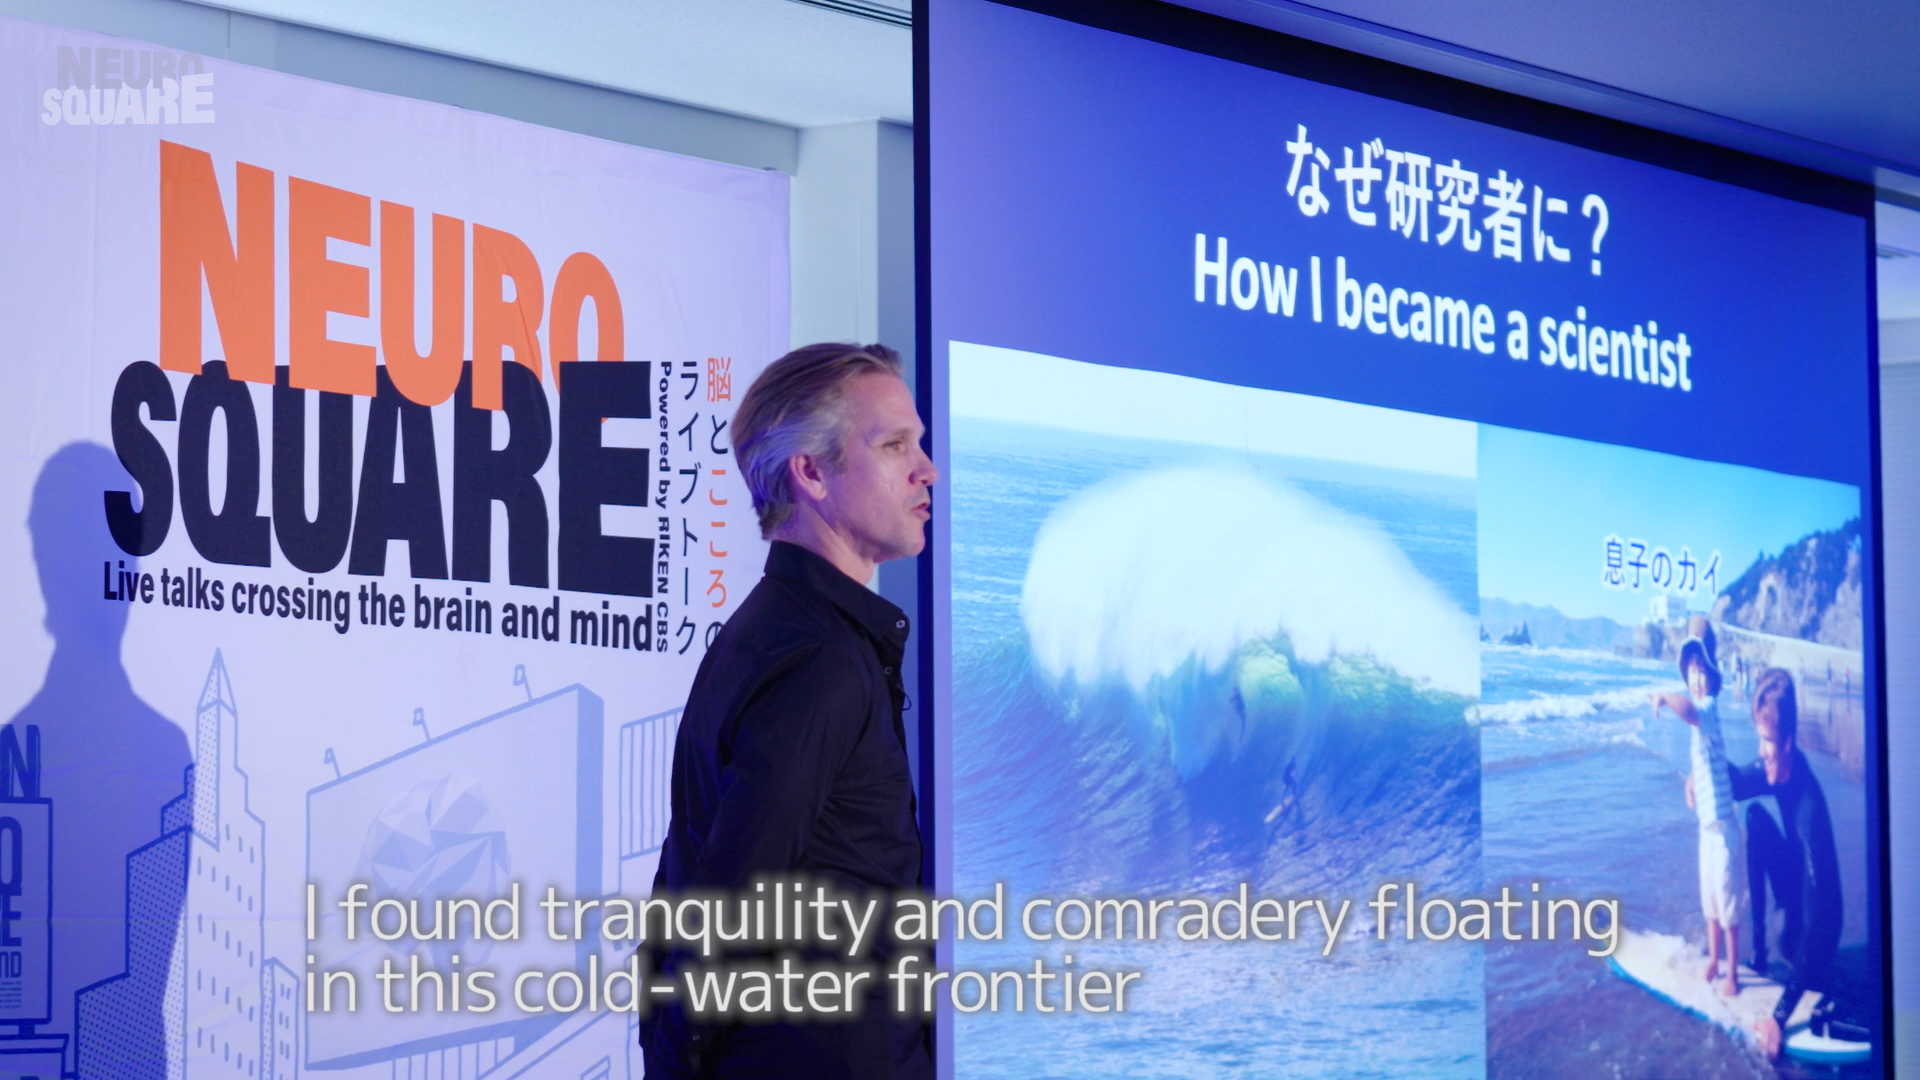 NEURO
SQUARE
NEURO
SQUARE
Live talks crossing the brain and mind
Powered by RIKEN CBS
脳とこころの
ライブトーク
なぜ研究者に？
How I became a scientist
息子のカイ
I found tranquility and comradery floating
in this cold-water frontier